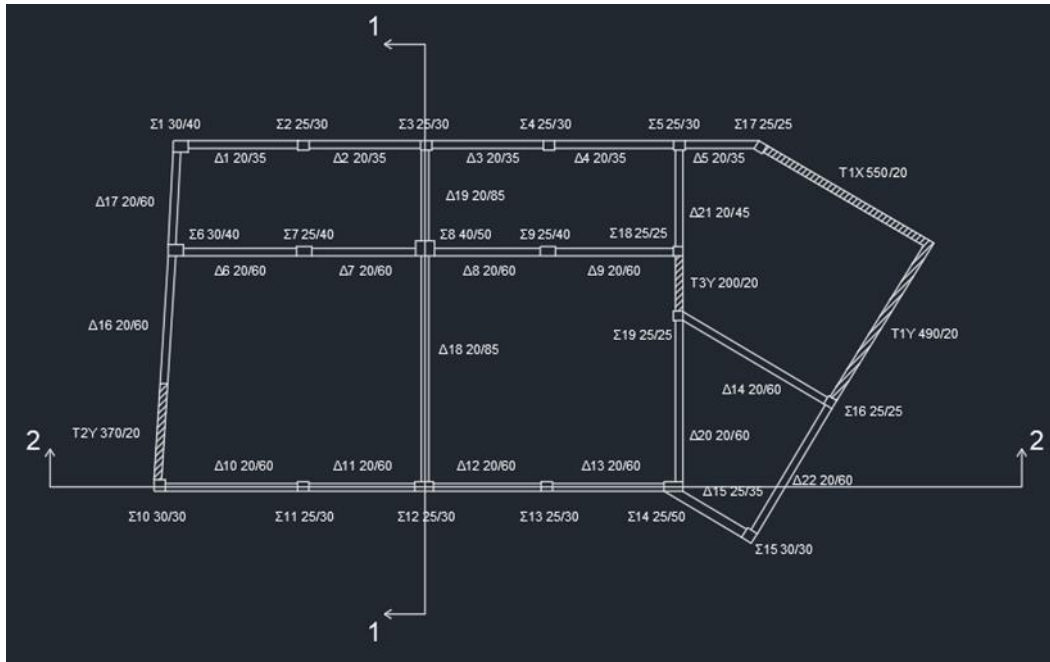 1
Σ1 30/40
Σ2 25/30
Σ3 25/30
Σ4 25/30
Σ5 25/30
Σ17 25/25
Δ1 20/35
Δ2 20/35
Δ3 20/35
Δ4 20/35
Δ5 20/35
T1X 550/20
Δ17 20/60
Δ19 20/85
Δ21 20/45
Σ6 30/40
Σ7 25/40
Σ8 40/50
Σ9 25/40
Σ18 25/25
Δ6 20/60
Δ7 20/60
Δ8 20/60
Δ9 20/60
T3Y 200/20
Δ16 20/60
Σ19 25/25
T1Y 490/20
Δ18 20/85
Δ14 20/60
Σ16 25/25
T2Y 370/20
Δ20 20/60
2
2
Δ10 20/60
Δ11 20/60
Δ12 20/60
Δ13 20/60
Δ15 25/35
Δ22 20/60
Σ10 30/30
Σ11 25/30
Σ12 25/30
Σ13 25/30
Σ14 25/50
Σ15 30/30
1